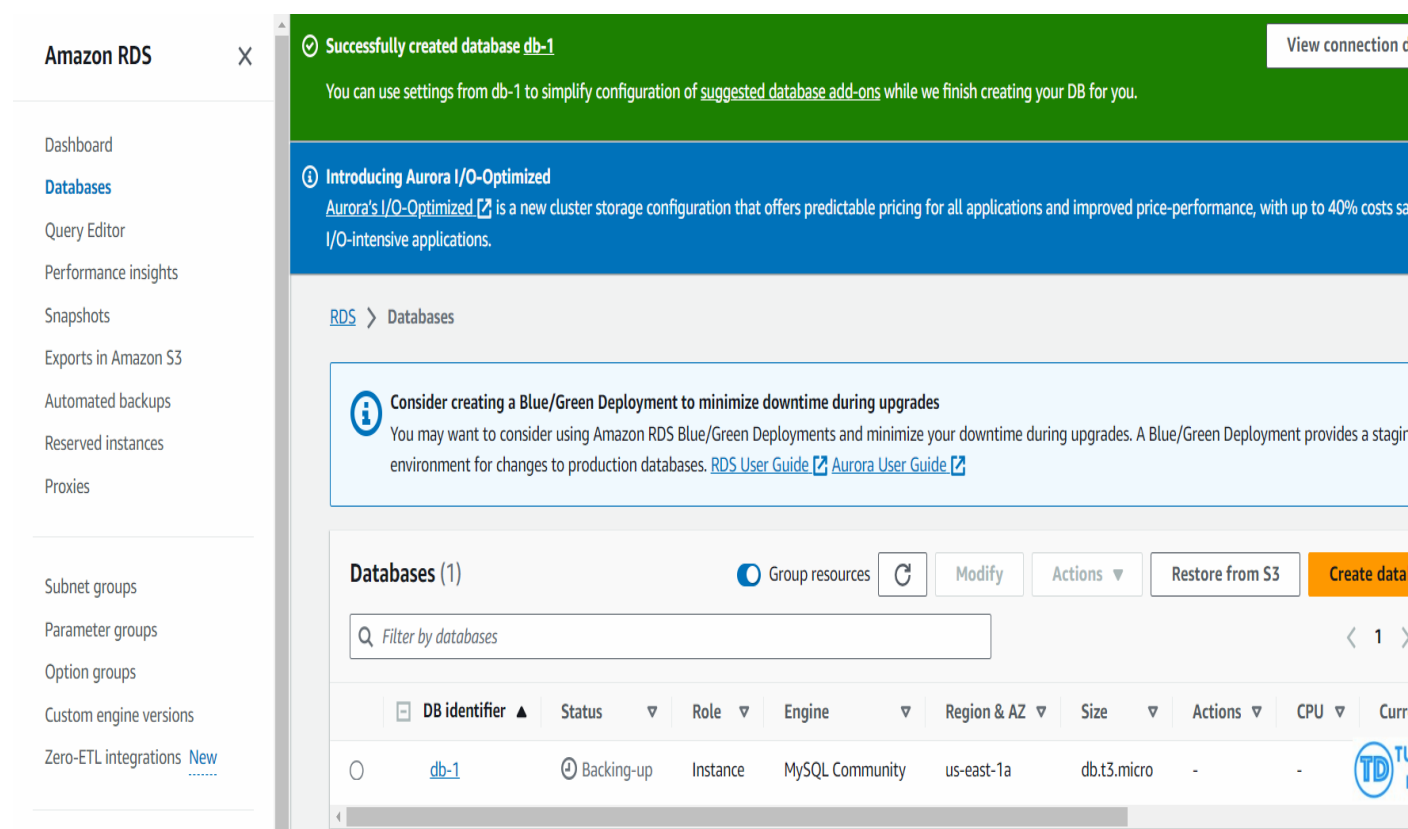 Amazon RDS
Dashboard
Databases
Query Editor
Performance insights
Snapshots
Exports in Amazon S3
Automated backups
Reserved instances
Proxies
Subnet groups
Parameter groups
Option groups
Custom engine versions
Zero-ETL integrations New
Successfully created database db-1
View connection d
You can use settings from db-1 to simplify configuration of suggested database add-ons while we finish creating your DB for you.
Introducing Aurora I/O-Optimized
Aurora's I/O-Optimized is a new cluster storage configuration that offers predictable pricing for all applications and improved price-performance, with up to 40% costs sa
I/O-intensive applications.
RDS > Databases
Consider creating a Blue/Green Deployment to minimize downtime during upgrades
You may want to consider using Amazon RDS Blue/Green Deployments and minimize your downtime during upgrades. A Blue/Green Deployment provides a stagin
environment for changes to production databases. RDS User Guide Aurora User Guide
Databases (1) Group resources Modify Actions Restore from S3 Create data
Filter by databases
1
DB identifier Status Role Engine Region & AZ Size Actions CPU Curr
db-1 Backing-up Instance MySQL Community us-east-1a db.t3.micro - -
TD